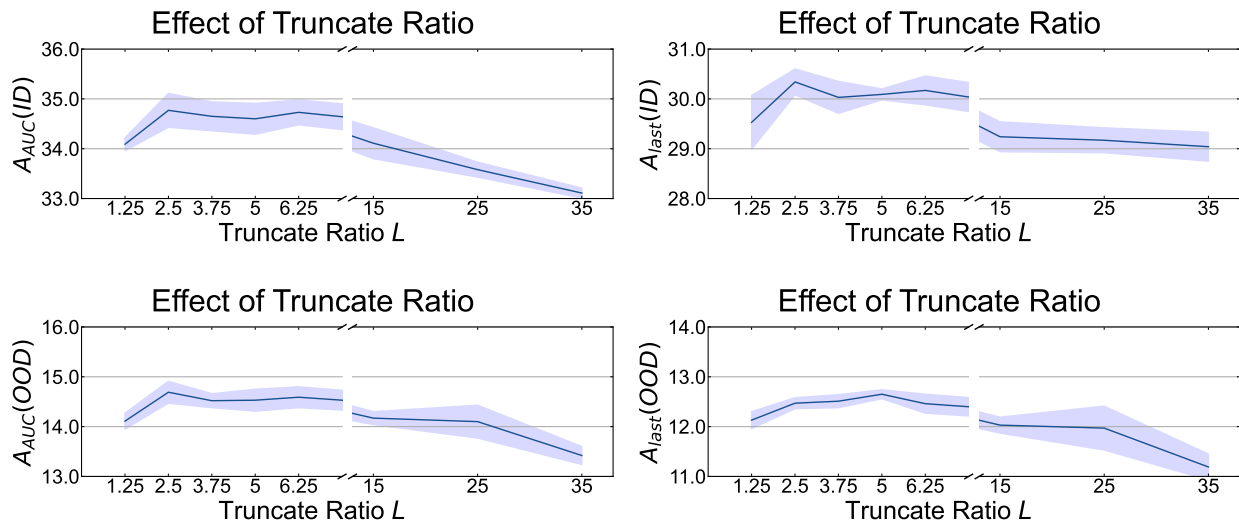 Effect of Truncate Ratio
A_AUC(ID)
36.0
35.0
34.0
33.0
1.25 2.5 3.75 5 6.25 15 25 35
Truncate Ratio L
Effect of Truncate Ratio
A_last(ID)
31.0
30.0
29.0
28.0
1.25 2.5 3.75 5 6.25 15 25 35
Truncate Ratio L
Effect of Truncate Ratio
A_AUC(OOD)
16.0
15.0
14.0
13.0
1.25 2.5 3.75 5 6.25 15 25 35
Truncate Ratio L
Effect of Truncate Ratio
A_last(OOD)
14.0
13.0
12.0
11.0
1.25 2.5 3.75 5 6.25 15 25 35
Truncate Ratio L